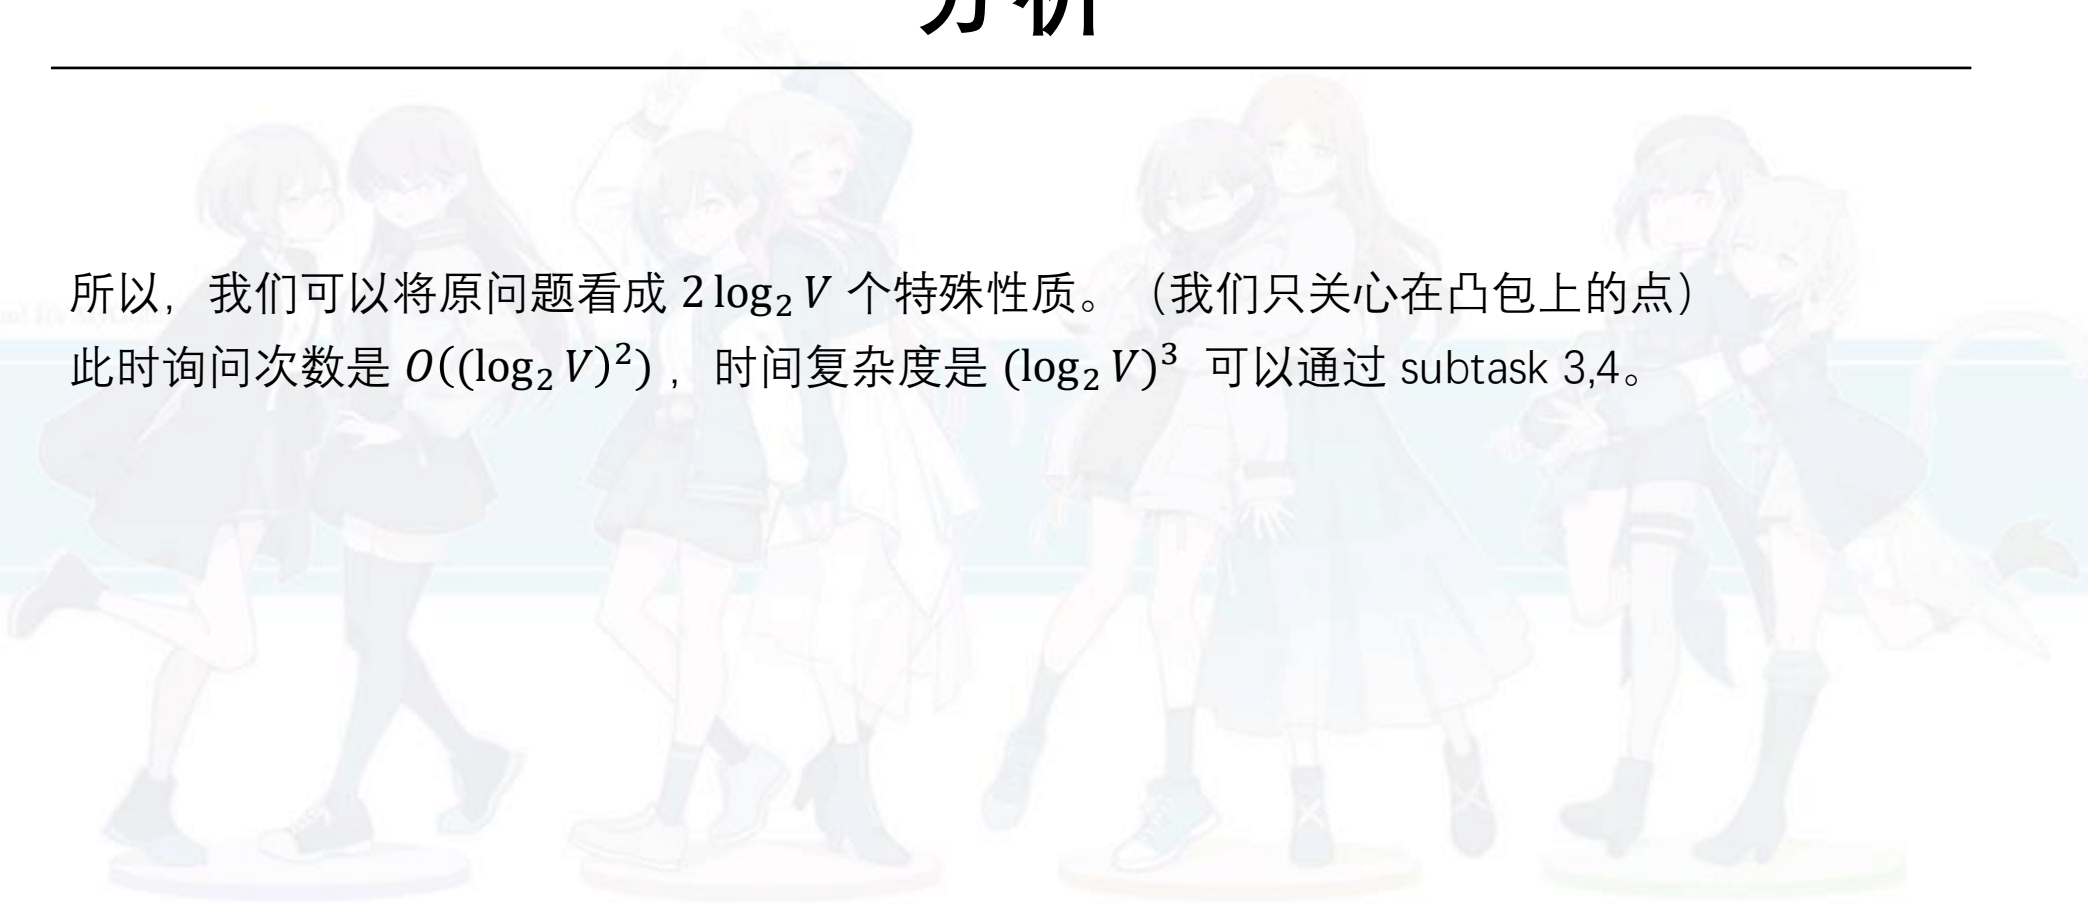 分析
所以，我们可以将原问题看成 2 log₂ V 个特殊性质。（我们只关心在凸包上的点）
此时询问次数是 O((log₂ V)²)，时间复杂度是 (log₂ V)³ 可以通过 subtask 3,4。